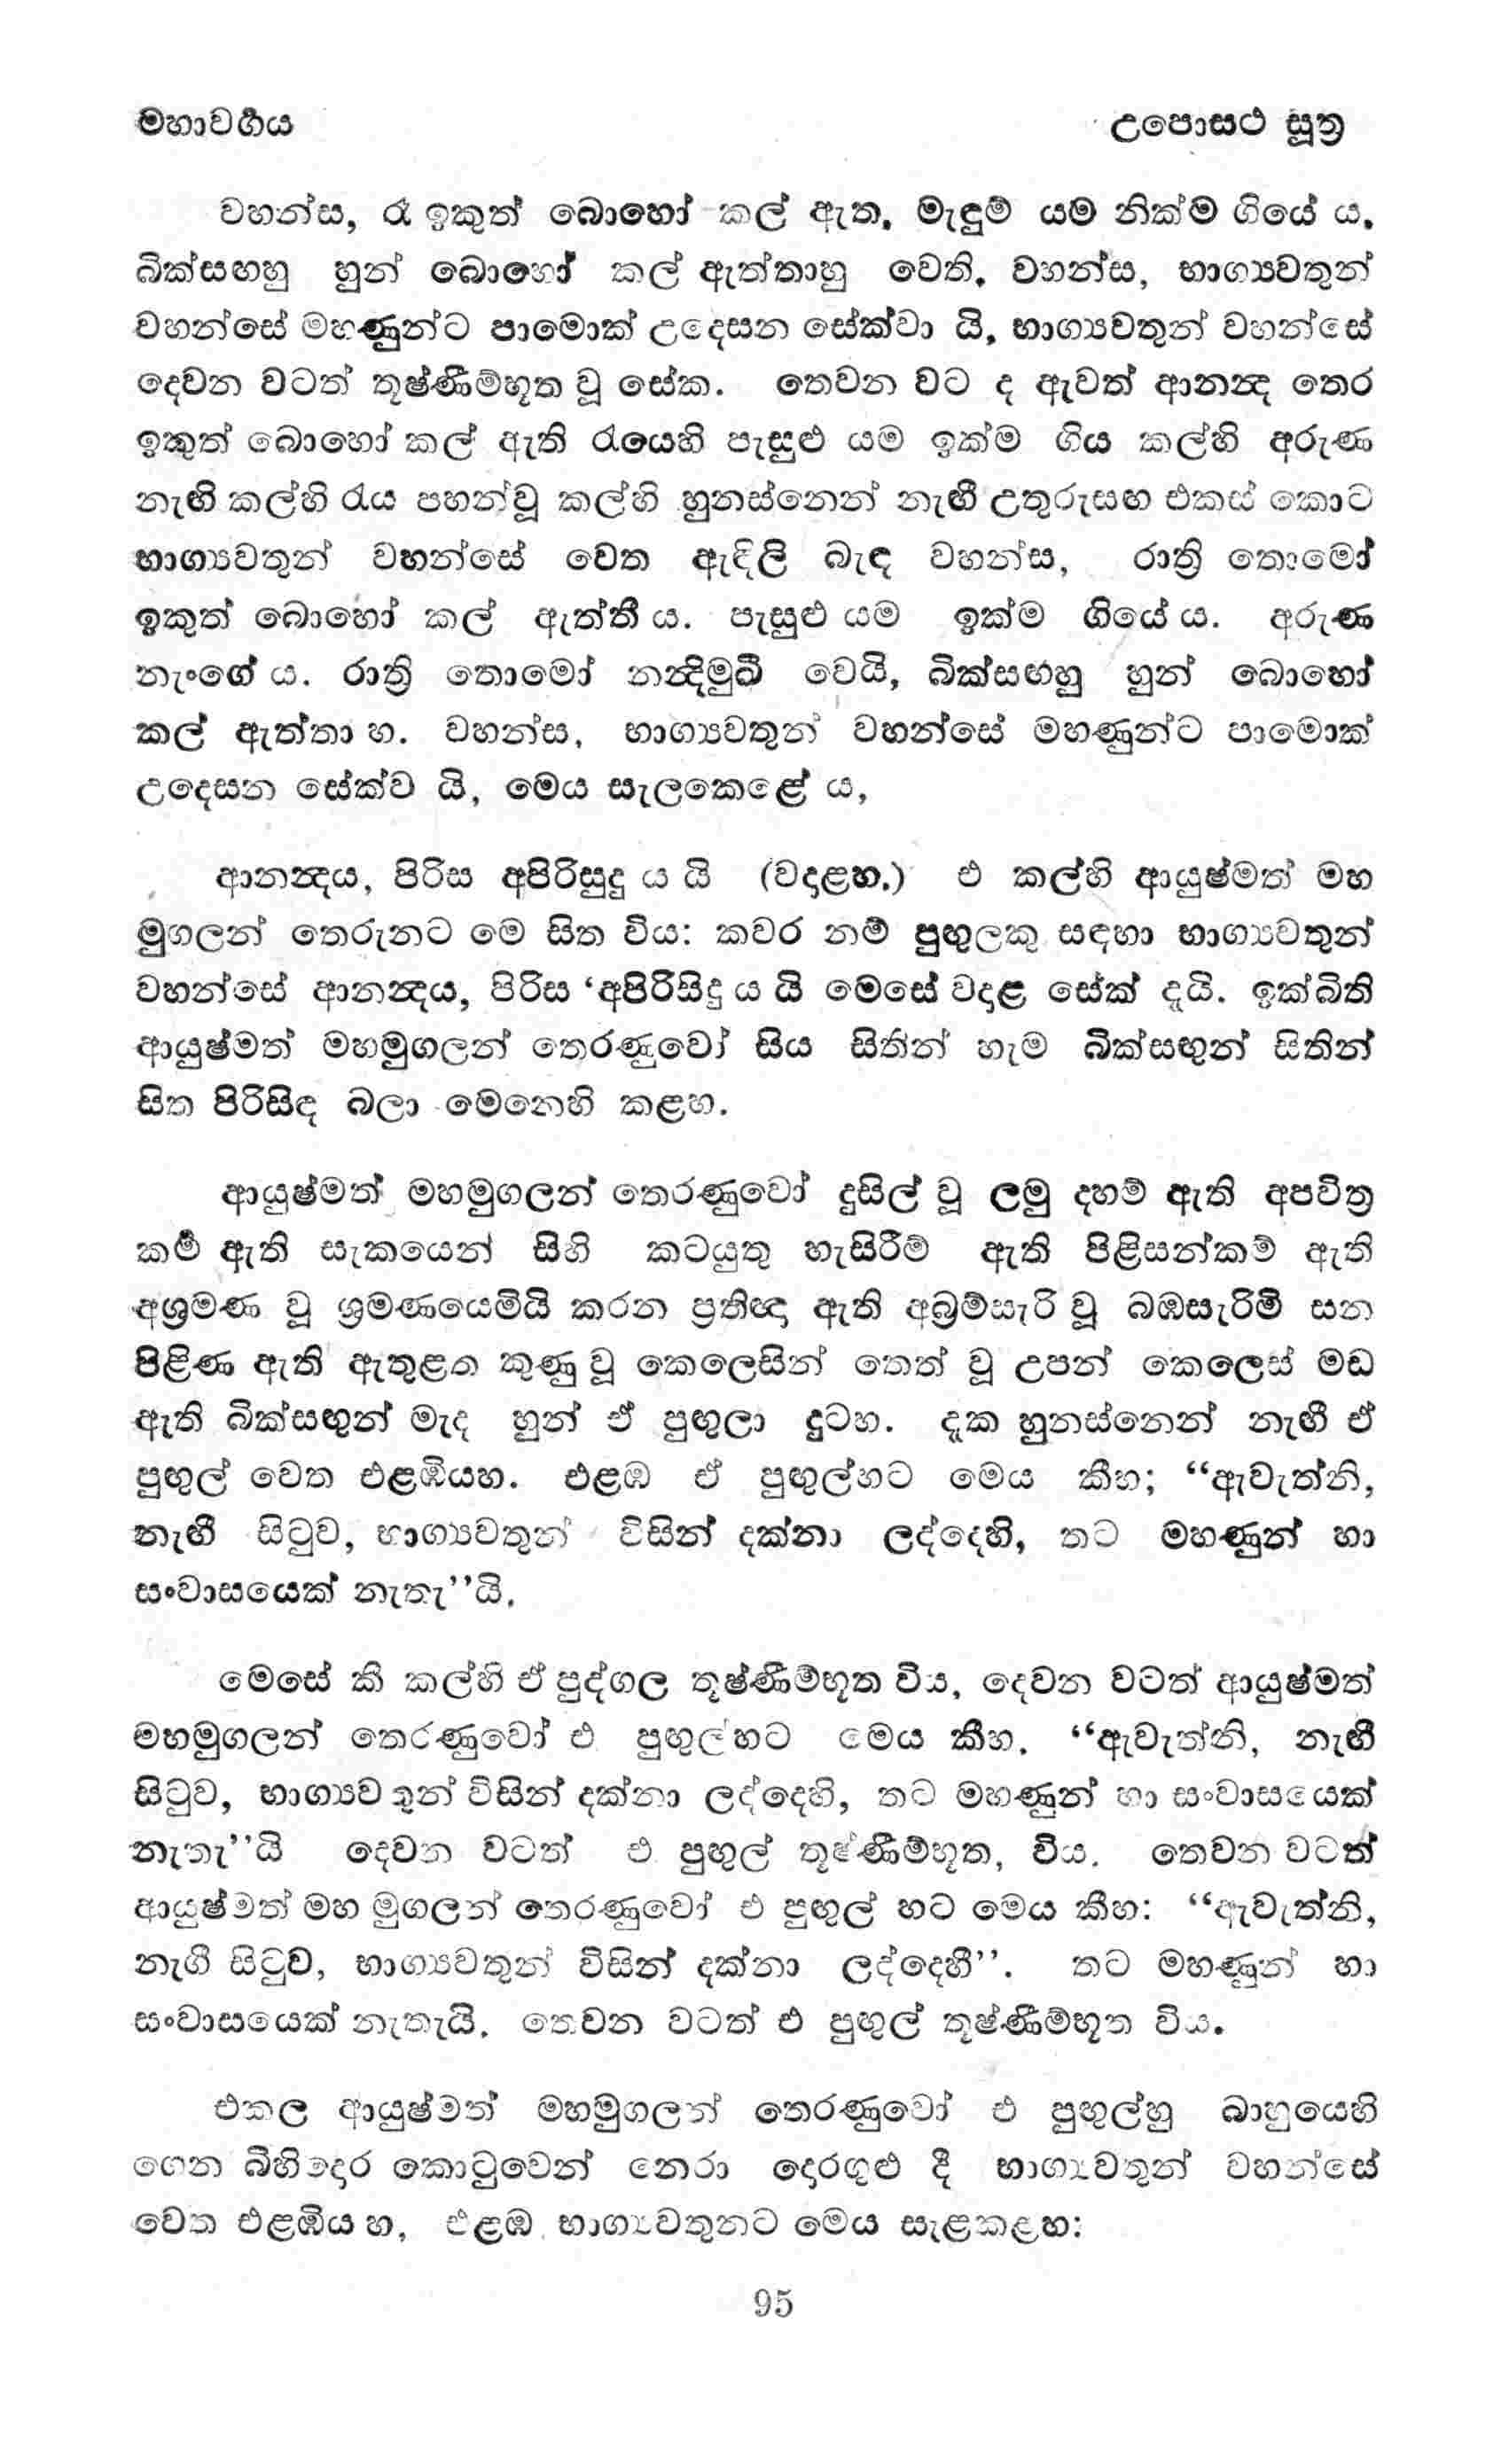 මහාවර්‍ගය උපොසථ සූත්‍ර
වහන්ස, රෑ ඉකුත් බොහෝ කල් ඇත. මැඳුම් යම නික්ම ගියේ ය.
බික්සඟහු හුන් බොහෝ කල් ඇත්තාහු වෙති. වහන්ස, භාග්‍යවතුන්
වහන්සේ මහණුන්ට පාමොක් උදෙසන සේක්වා යි, භාග්‍යවතුන් වහන්සේ
දෙවන වටත් තූෂ්ණීම්භූත වූ සේක. තෙවන වට ද ඇවත් ආනන්‍ද තෙර
ඉකුත් බොහෝ කල් ඇති රැයෙහි පැසුළු යම ඉක්ම ගිය කල්හි අරුණ
නැඟි කල්හි රැය පහන්වූ කල්හි හුනස්නෙන් නැඟී උතුරුසඟ එකස් කොට
භාග්‍යවතුන් වහන්සේ වෙත ඇඳිලි බැඳ වහන්ස, රාත්‍රි තොමෝ
ඉකුත් බොහෝ කල් ඇත්තී ය. පැසුළු යම ඉක්ම ගියේ ය. අරුණ
නැංගේ ය. රාත්‍රි තොමෝ නන්‍දිමුඛී වෙයි, බික්සඟහු හුන් බොහෝ
කල් ඇත්තා හ. වහන්ස, භාග්‍යවතුන් වහන්සේ මහණුන්ට පාමොක්
උදෙසන සේක්ව යි, මෙය සැලකෙළේ ය,
ආනන්‍දය, පිරිස අපිරිසුදු ය යි (වදාළහ.) එ කල්හි ආයුෂ්මත් මහ
මුගලන් තෙරුනට මෙ සිත විය: කවර නම් පුඟුලකු සඳහා භාග්‍යවතුන්
වහන්සේ ආනන්‍දය, පිරිස ‘අපිරිසිදු ය යි මෙසේ වදාළ සේක් දැයි. ඉක්බිති
ආයුෂ්මත් මහමුගලන් තෙරණුවෝ සිය සිතින් හැම බික්සඟුන් සිතින්
සිත පිරිසිඳ බලා මෙනෙහි කළහ.
ආයුෂ්මත් මහමුගලන් තෙරණුවෝ දුසිල් වූ ලමු දහම් ඇති අපවිත්‍ර
කර්‍ම ඇති සැකයෙන් සිහි කටයුතු හැසිරීම් ඇති පිළිසන්කම් ඇති
අශ්‍රමණ වූ ශ්‍රමණයෙමියි කරන ප්‍රතිඥා ඇති අබ්‍රම්සැරි වූ බඹසැරිමි සන
පිළිණ ඇති ඇතුළත කුණු වූ කෙලෙසින් තෙත් වූ උපන් කෙලෙස් මඩ
ඇති බික්සඟුන් මැද හුන් ඒ පුඟුලා දුටහ. දැක හුනස්නෙන් නැඟී ඒ
පුඟුල් වෙත එළඹියහ. එළඹ ඒ පුඟුල්හට මෙය කීහ; “ඇවැත්නි,
නැඟී සිටුව, භාග්‍යවතුන් විසින් දක්නා ලද්දෙහි, තට මහණුන් හා
සංවාසයෙක් නැතැ”යි.
මෙසේ කී කල්හි ඒ පුද්ගල තූෂ්ණීම්භූත විය, දෙවන වටත් ආයුෂ්මත්
මහමුගලන් තෙරණුවෝ එ පුඟුල්හට මෙය කීහ. “ඇවැත්නි, නැඟී
සිටුව, භාග්‍යවතුන් විසින් දක්නා ලද්දෙහි, තට මහණුන් හා සංවාසයෙක්
නැතැ”යි දෙවන වටත් එ පුඟුල් තූෂ්ණීම්භූත, විය. තෙවන වටත්
ආයුෂ්මත් මහ මුගලන් තෙරණුවෝ එ පුඟුල් හට මෙය කීහ: “ඇවැත්නි,
නැගී සිටුව, භාග්‍යවතුන් විසින් දක්නා ලද්දෙහී”. තට මහණුන් හා
සංවාසයෙක් නැතැයි. තෙවන වටත් එ පුඟුල් තූෂ්ණීම්භූත විය.
එකල ආයුෂ්මත් මහමුගලන් තෙරණුවෝ එ පුඟුල්හු බාහුයෙහි
ගෙන බිහිදොර කොටුවෙන් නෙරා දොරගුළු දී භාග්‍යවතුන් වහන්සේ
වෙත එළඹිය හ, එළඹ භාග්‍යවතුනට මෙය සැළකළහ:
95